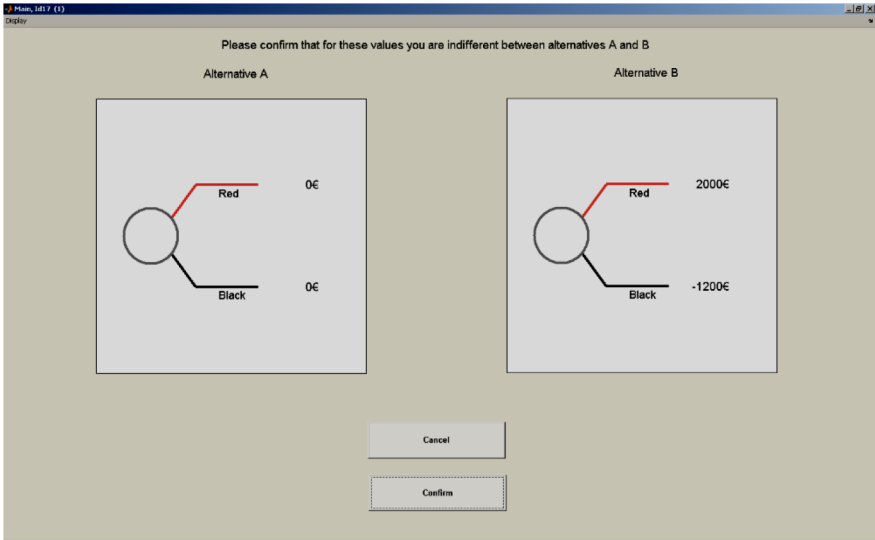 Main, Id17 (1)
Display
Please confirm that for these values you are indifferent between alternatives A and B
Alternative A
Alternative B
Red
0€
Black
0€
Red
2000€
Black
-1200€
Cancel
Confirm